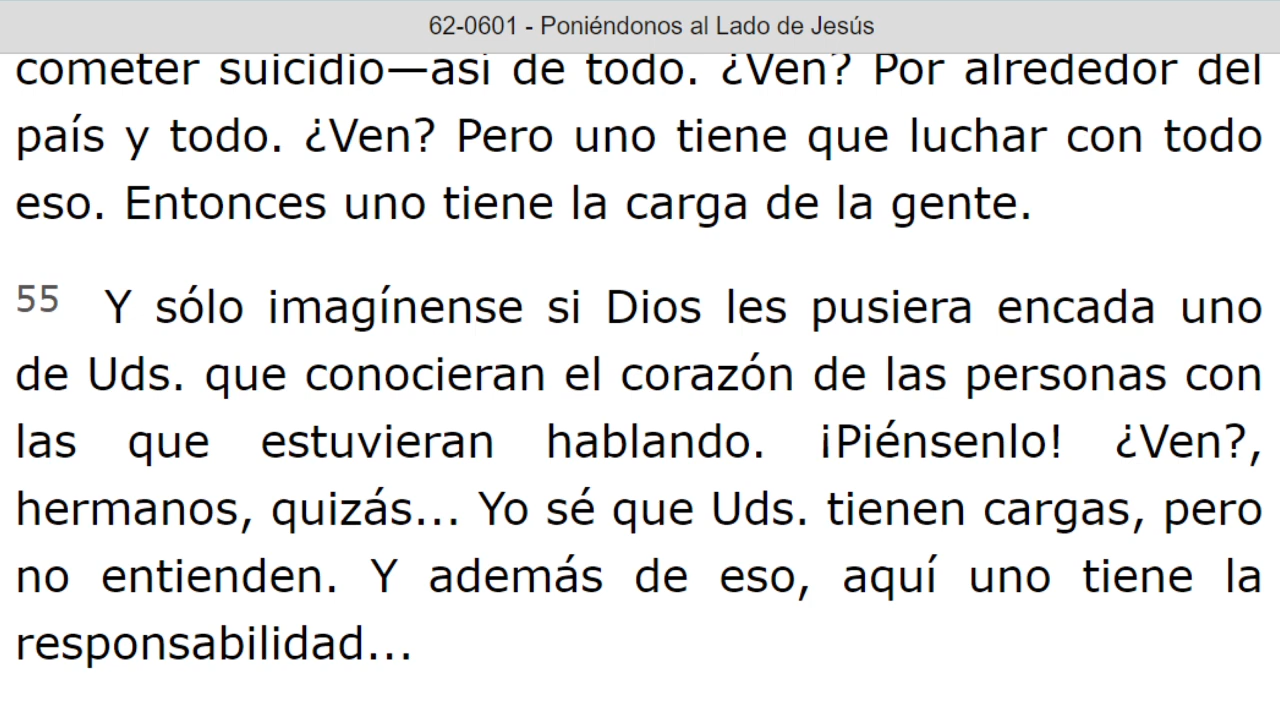 62-0601 - Poniéndonos al Lado de Jesús
cometer suicidio—así de todo. ¿Ven? Por alrededor del
país y todo. ¿Ven? Pero uno tiene que luchar con todo
eso. Entonces uno tiene la carga de la gente.
55 Y sólo imagínense si Dios les pusiera encada uno
de Uds. que conocieran el corazón de las personas con
las que estuvieran hablando. ¡Piénsenlo! ¿Ven?,
hermanos, quizás... Yo sé que Uds. tienen cargas, pero
no entienden. Y además de eso, aquí uno tiene la
responsabilidad...